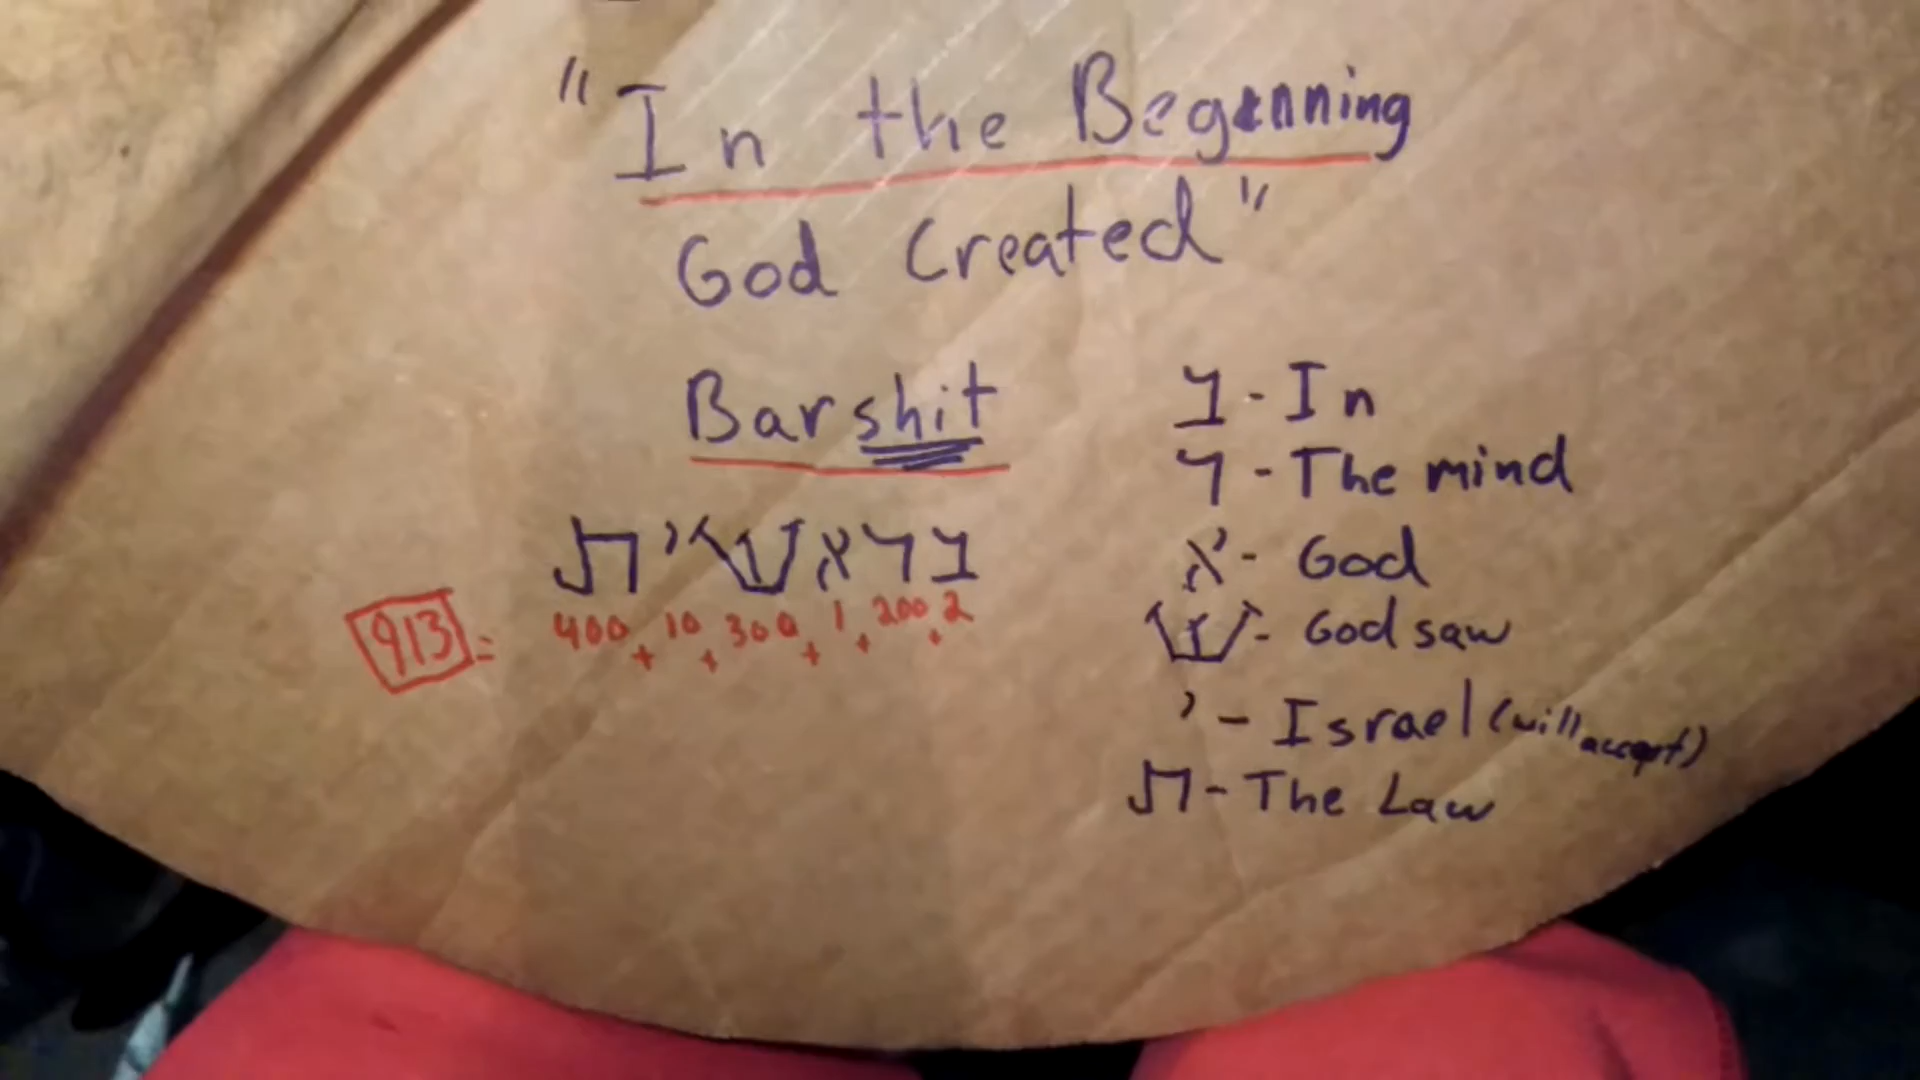 "In the Beginning
God Created"
Barshit
בראשית
913 = 400 + 10 + 300 + 1 + 200 + 2
ב - In
ר - The mind
א - God
ש - God saw
י - Israel (will accept)
ת - The Law